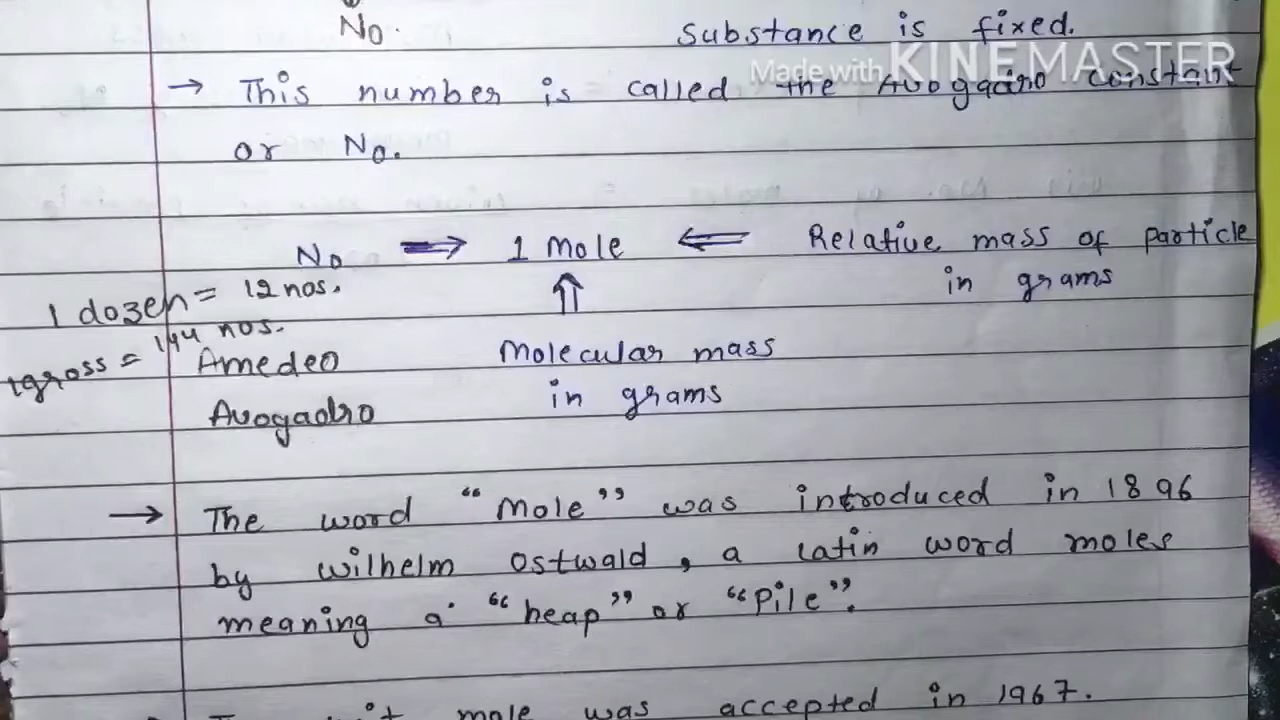 No.
Substance is fixed.
Made with KINEMASTER
→ This number is called the Avogadro constant
or No.
No ⇒ 1 Mole ⇐ Relative mass of particle
in grams
1 dozen = 12 nos.
⇑
1gross = 144 nos.
Amedeo
Molecular mass
in grams
Avogadro
→ The word “Mole” was introduced in 1896
by Wilhelm Ostwald, a Latin word moles
meaning a “heap” or “Pile”.
mole was accepted in 1967.